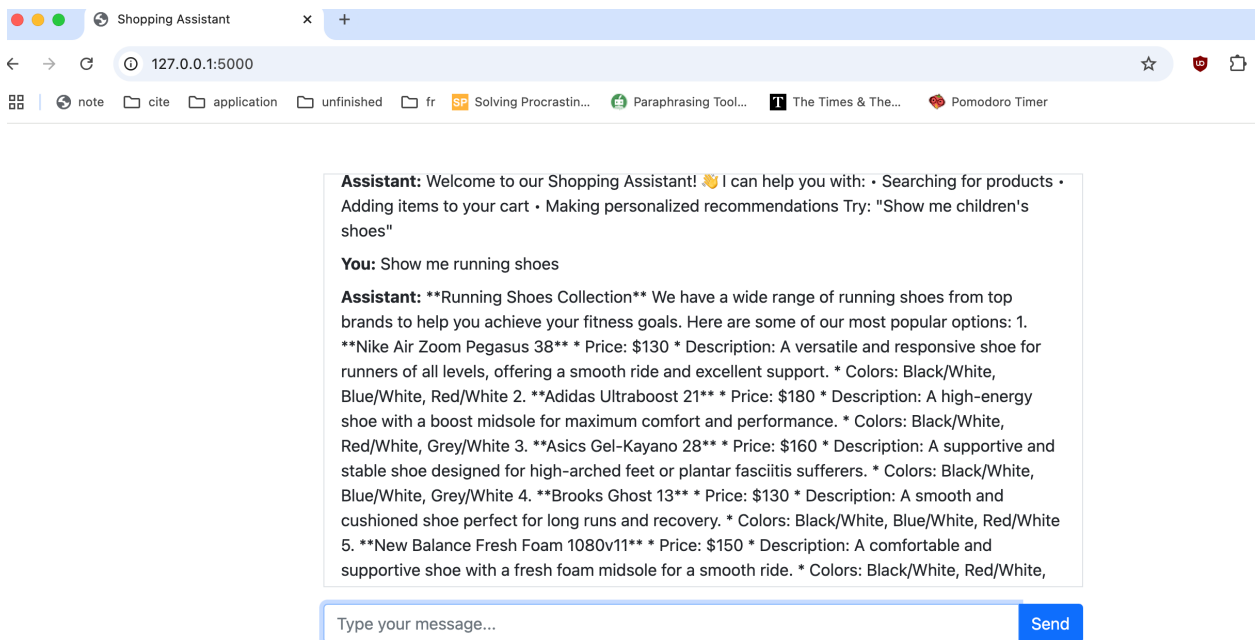 Shopping Assistant
127.0.0.1:5000
note cite application unfinished fr SP Solving Procrastin... Paraphrasing Tool... T The Times & The... Pomodoro Timer
Assistant: Welcome to our Shopping Assistant! 👋 I can help you with: • Searching for products •
Adding items to your cart • Making personalized recommendations Try: "Show me children's
shoes"
You: Show me running shoes
Assistant: **Running Shoes Collection** We have a wide range of running shoes from top
brands to help you achieve your fitness goals. Here are some of our most popular options: 1.
**Nike Air Zoom Pegasus 38** * Price: $130 * Description: A versatile and responsive shoe for
runners of all levels, offering a smooth ride and excellent support. * Colors: Black/White,
Blue/White, Red/White 2. **Adidas Ultraboost 21** * Price: $180 * Description: A high-energy
shoe with a boost midsole for maximum comfort and performance. * Colors: Black/White,
Red/White, Grey/White 3. **Asics Gel-Kayano 28** * Price: $160 * Description: A supportive and
stable shoe designed for high-arched feet or plantar fasciitis sufferers. * Colors: Black/White,
Blue/White, Grey/White 4. **Brooks Ghost 13** * Price: $130 * Description: A smooth and
cushioned shoe perfect for long runs and recovery. * Colors: Black/White, Blue/White, Red/White
5. **New Balance Fresh Foam 1080v11** * Price: $150 * Description: A comfortable and
supportive shoe with a fresh foam midsole for a smooth ride. * Colors: Black/White, Red/White,
Type your message...
Send